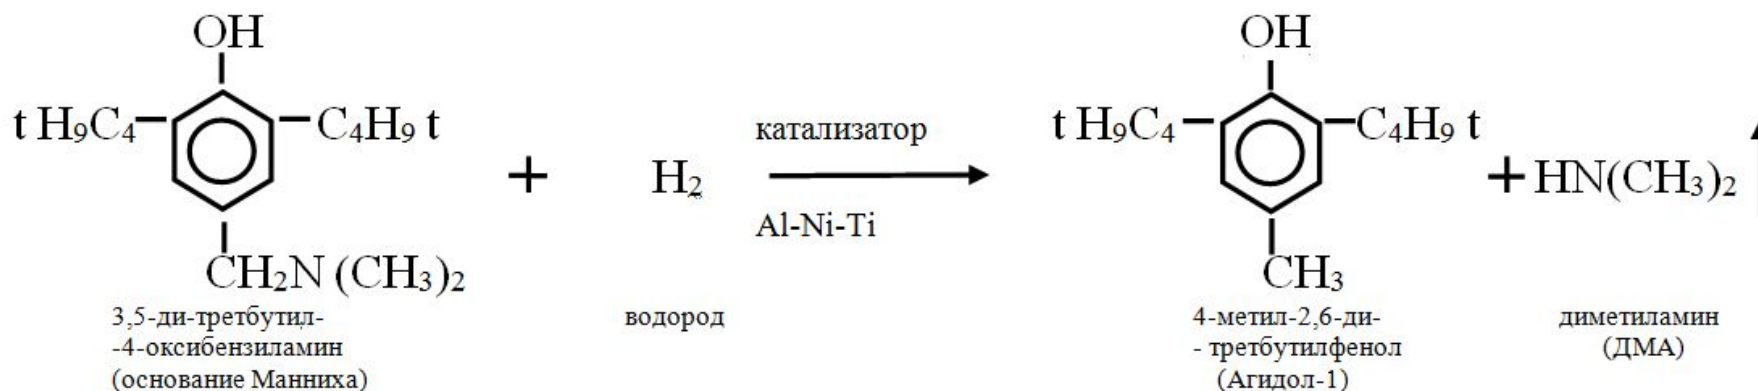 OH
t H₉C₄ C₄H₉ t
CH₂N (CH₃)₂
3,5-ди-третбутил-
-4-оксибензиламин
(основание Манниха)
+
H₂
водород
катализатор
Al-Ni-Ti
OH
t H₉C₄ C₄H₉ t
CH₃
4-метил-2,6-ди-
- третбутилфенол
(Агидол-1)
+ HN(CH₃)₂
диметиламин
(ДМА)